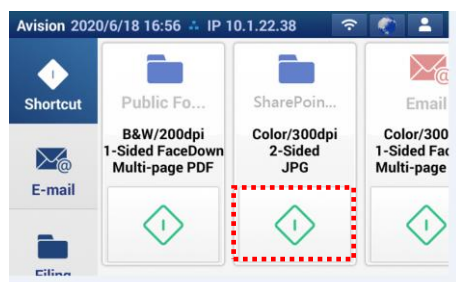 Avision 2020/6/18 16:56 IP 10.1.22.38
Shortcut
E-mail
Filing
Public Fo...
B&W/200dpi
1-Sided FaceDown
Multi-page PDF
SharePoin...
Color/300dpi
2-Sided
JPG
Email
Color/300
1-Sided Fac
Multi-page